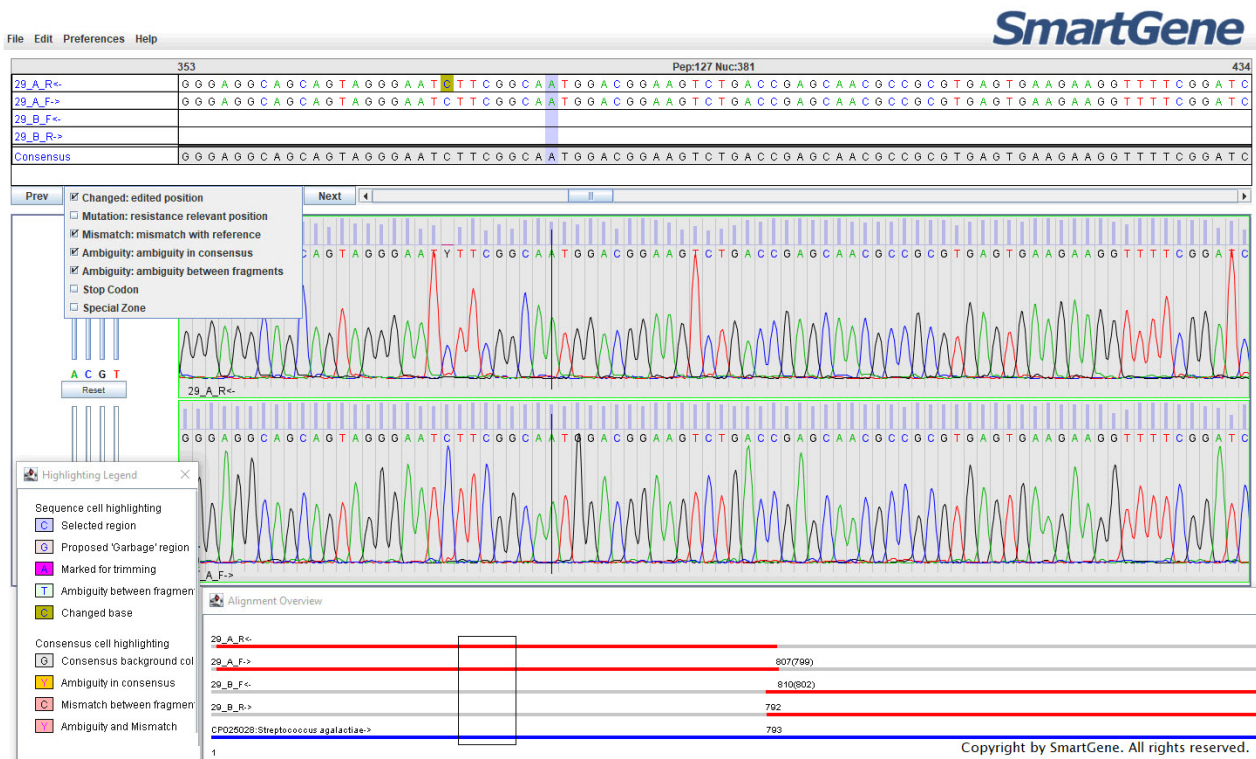 SmartGene
File Edit Preferences Help
353 Pep:127 Nuc:381 434
29_A_R<- G G G A G G C A G C A G T A G G G A A T C T T C G G C A A T G G A C G G A A G T C T G A C C G A G C A A C G C C G C G T G A G T G A A G A A G G T T T T C G G A T C
29_A_F-> G G G A G G C A G C A G T A G G G A A T C T T C G G C A A T G G A C G G A A G T C T G A C C G A G C A A C G C C G C G T G A G T G A A G A A G G T T T T C G G A T C
29_B_F<-
29_B_R->
Consensus G G G A G G C A G C A G T A G G G A A T C T T C G G C A A T G G A C G G A A G T C T G A C C G A G C A A C G C C G C G T G A G T G A A G A A G G T T T T C G G A T C
Prev Next
Changed: edited position
Mutation: resistance relevant position
Mismatch: mismatch with reference
Ambiguity: ambiguity in consensus
Ambiguity: ambiguity between fragments
Stop Codon
Special Zone
C A G T A G G G A A T Y T T C G G C A A T G G A C G G A A G T C T G A C C G A G C A A C G C C G C G T G A G T G A A G A A G G T T T T C G G A T C
A C G T
Reset
29_A_R<-
G G G A G G C A G C A G T A G G G A A T C T T C G G C A A T G G A C G G A A G T C T G A C C G A G C A A C G C C G C G T G A G T G A A G A A G G T T T T C G G A T C
_A_F->
Highlighting Legend
Sequence cell highlighting
C Selected region
G Proposed 'Garbage' region
A Marked for trimming
T Ambiguity between fragmen
C Changed base
Consensus cell highlighting
G Consensus background col
Y Ambiguity in consensus
C Mismatch between fragmen
Y Ambiguity and Mismatch
Alignment Overview
29_A_R<-
29_A_F-> 807(799)
29_B_F<- 810(802)
29_B_R-> 792
CP025028:Streptococcus agalactiae-> 793
1
Copyright by SmartGene. All rights reserved.